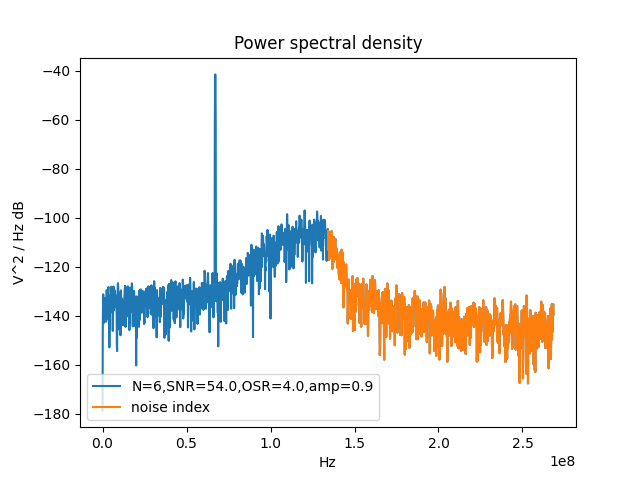 Power spectral density
V^2 / Hz dB
−40
−60
−80
−100
−120
−140
−160
−180
N=6,SNR=54.0,OSR=4.0,amp=0.9
noise index
0.0 0.5 1.0 1.5 2.0 2.5
1e8
Hz